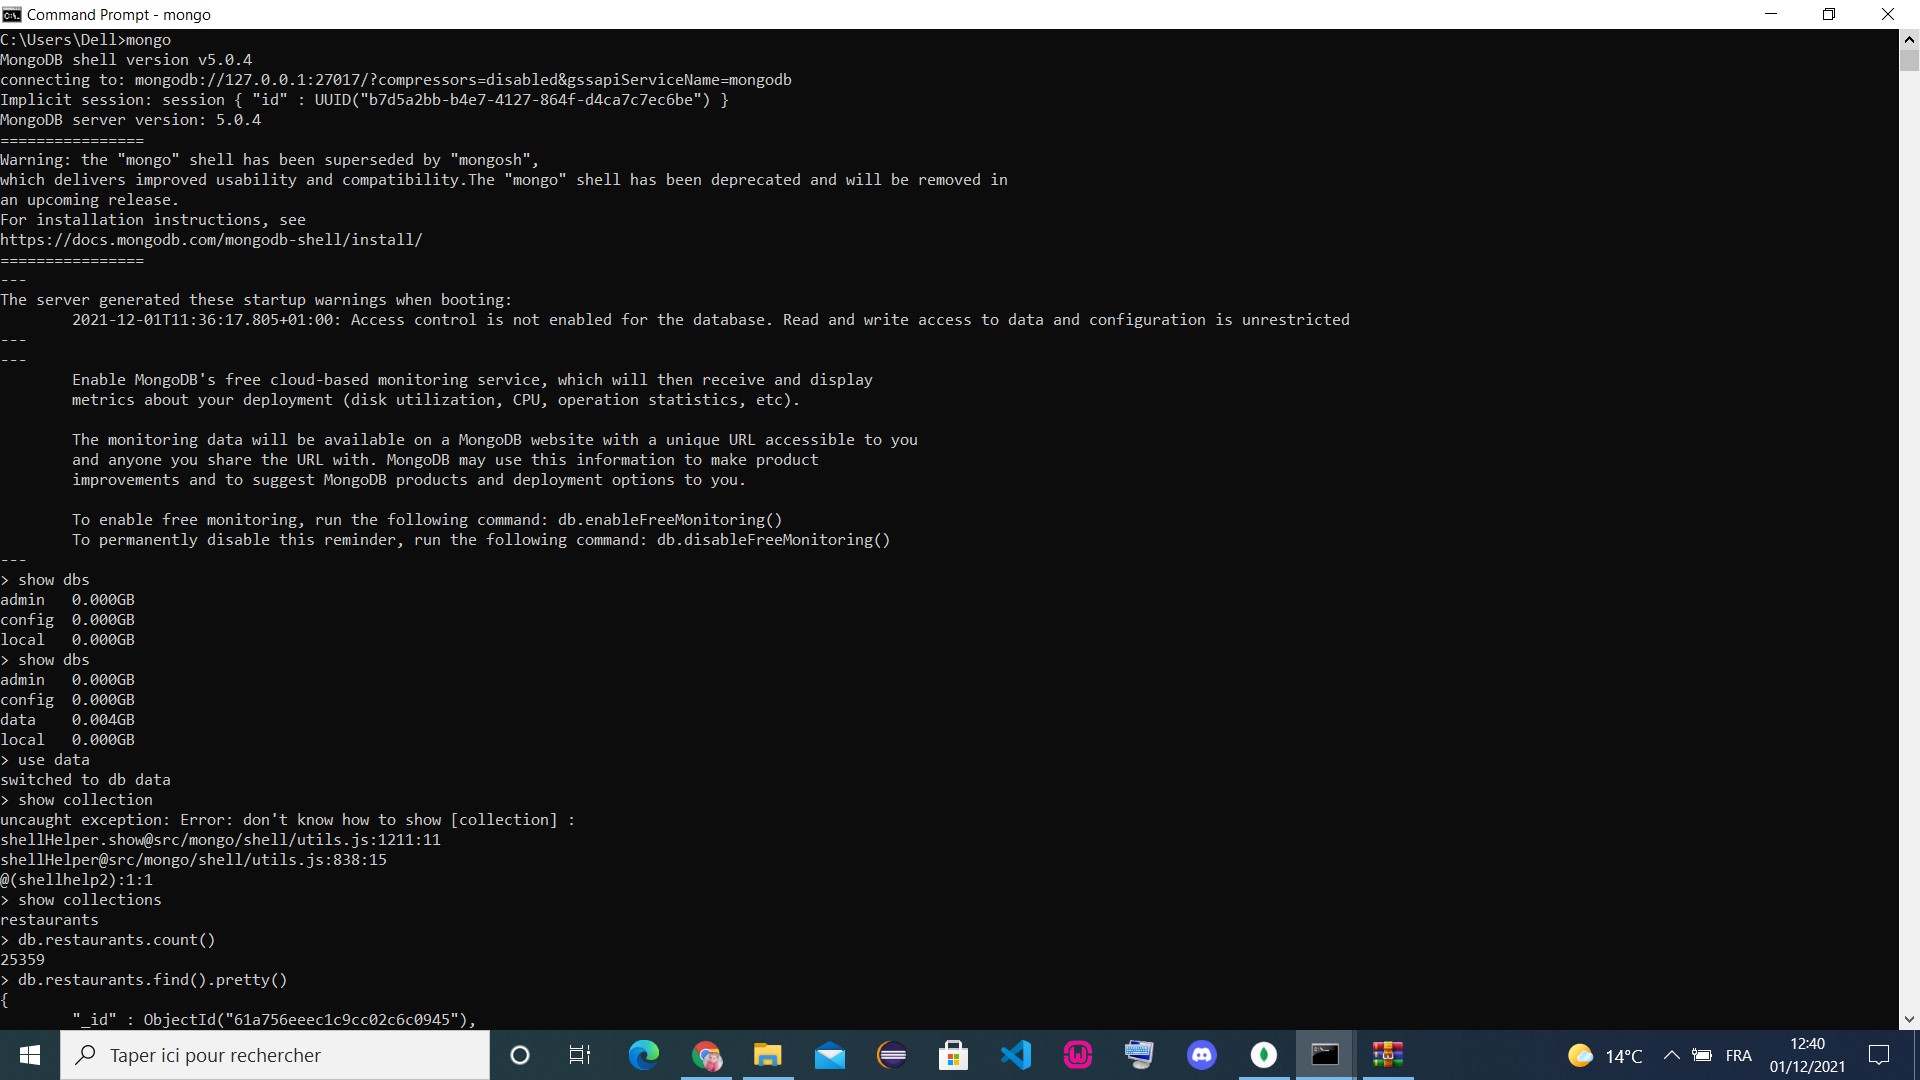 Command Prompt - mongo
C:\Users\Dell>mongo
MongoDB shell version v5.0.4
connecting to: mongodb://127.0.0.1:27017/?compressors=disabled&gssapiServiceName=mongodb
Implicit session: session { "id" : UUID("b7d5a2bb-b4e7-4127-864f-d4ca7c7ec6be") }
MongoDB server version: 5.0.4
================
Warning: the "mongo" shell has been superseded by "mongosh",
which delivers improved usability and compatibility.The "mongo" shell has been deprecated and will be removed in
an upcoming release.
For installation instructions, see
https://docs.mongodb.com/mongodb-shell/install/
================
---
The server generated these startup warnings when booting:
        2021-12-01T11:36:17.805+01:00: Access control is not enabled for the database. Read and write access to data and configuration is unrestricted
---
---
        Enable MongoDB's free cloud-based monitoring service, which will then receive and display
        metrics about your deployment (disk utilization, CPU, operation statistics, etc).

        The monitoring data will be available on a MongoDB website with a unique URL accessible to you
        and anyone you share the URL with. MongoDB may use this information to make product
        improvements and to suggest MongoDB products and deployment options to you.

        To enable free monitoring, run the following command: db.enableFreeMonitoring()
        To permanently disable this reminder, run the following command: db.disableFreeMonitoring()
---
> show dbs
admin   0.000GB
config  0.000GB
local   0.000GB
> show dbs
admin   0.000GB
config  0.000GB
data    0.004GB
local   0.000GB
> use data
switched to db data
> show collection
uncaught exception: Error: don't know how to show [collection] :
shellHelper.show@src/mongo/shell/utils.js:1211:11
shellHelper@src/mongo/shell/utils.js:838:15
@(shellhelp2):1:1
> show collections
restaurants
> db.restaurants.count()
25359
> db.restaurants.find().pretty()
{
        "_id" : ObjectId("61a756eeec1c9cc02c6c0945"),
Taper ici pour rechercher
14°C
FRA
12:40
01/12/2021